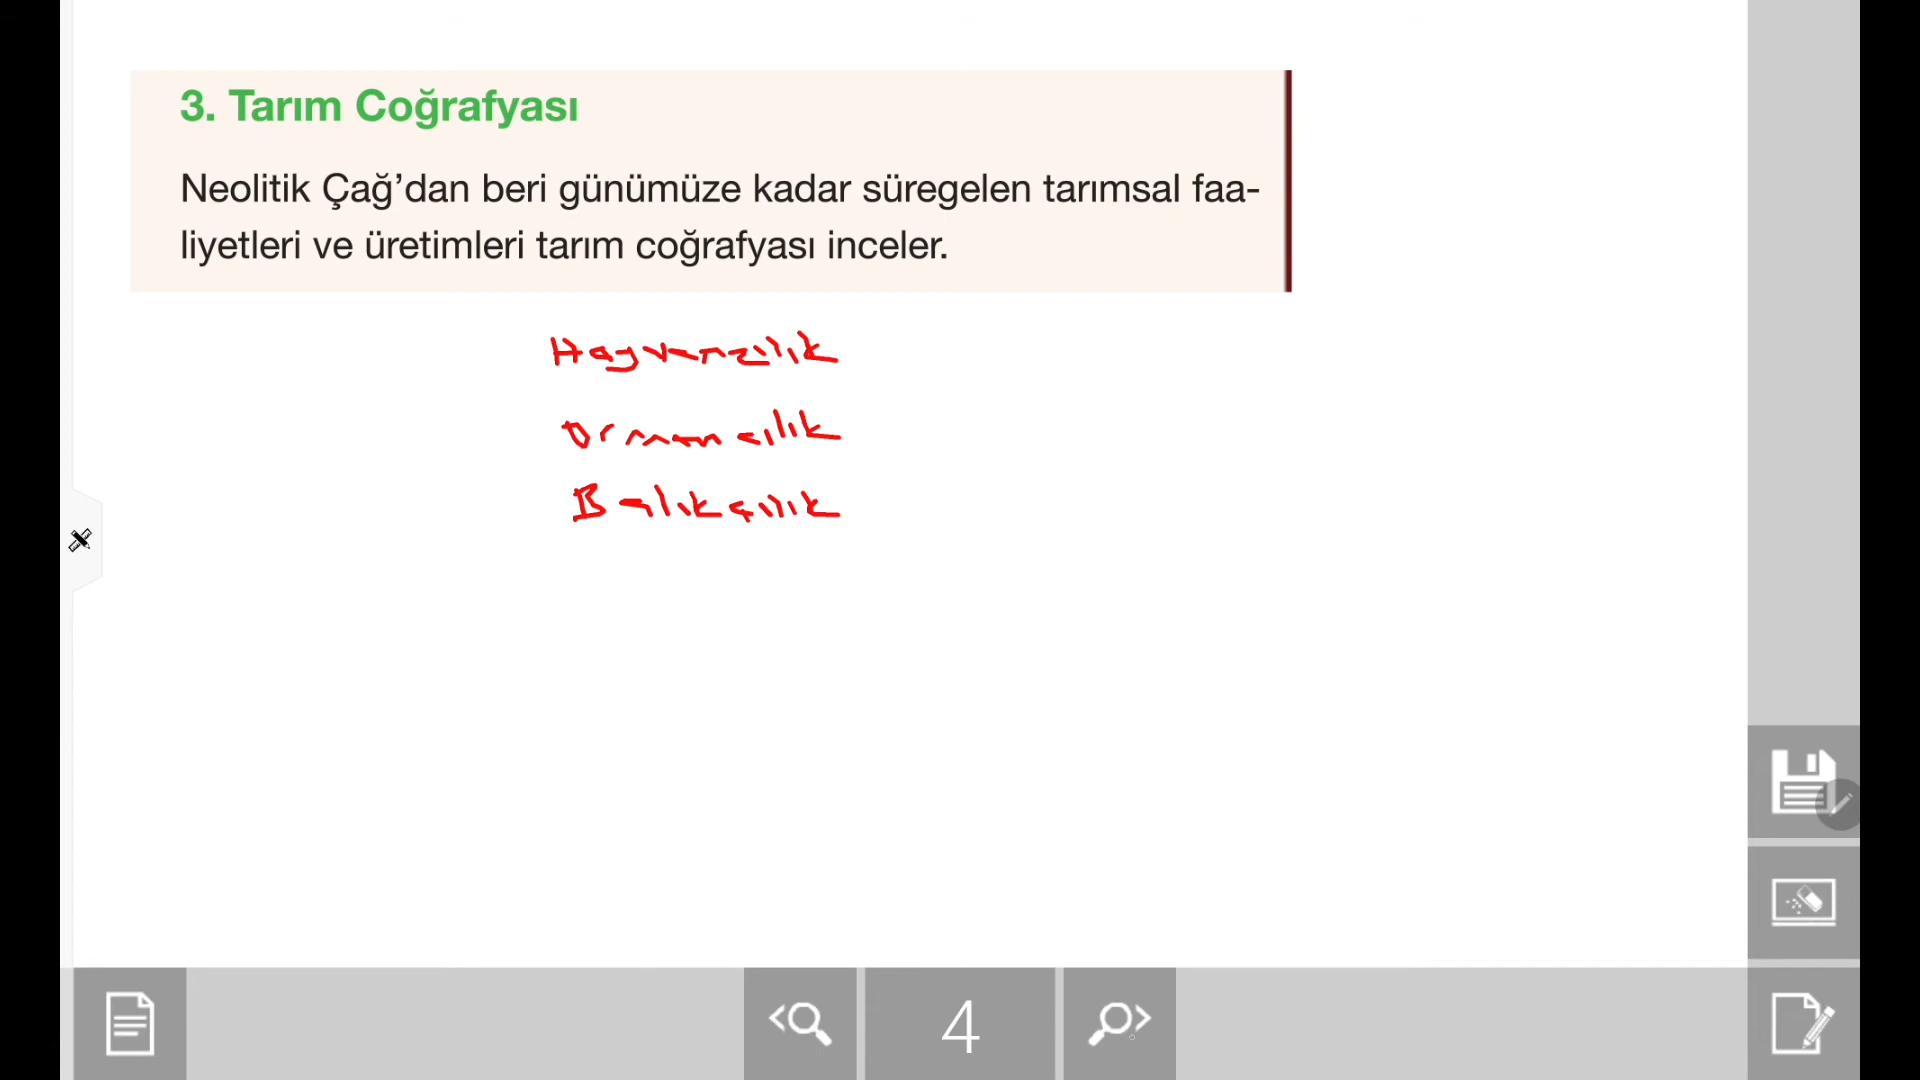 3. Tarım Coğrafyası
Neolitik Çağ’dan beri günümüze kadar süregelen tarımsal faa-
liyetleri ve üretimleri tarım coğrafyası inceler.
Hayvancılık
Ormancılık
Balıkçılık
4